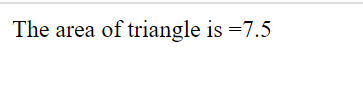 The area of triangle is =7.5